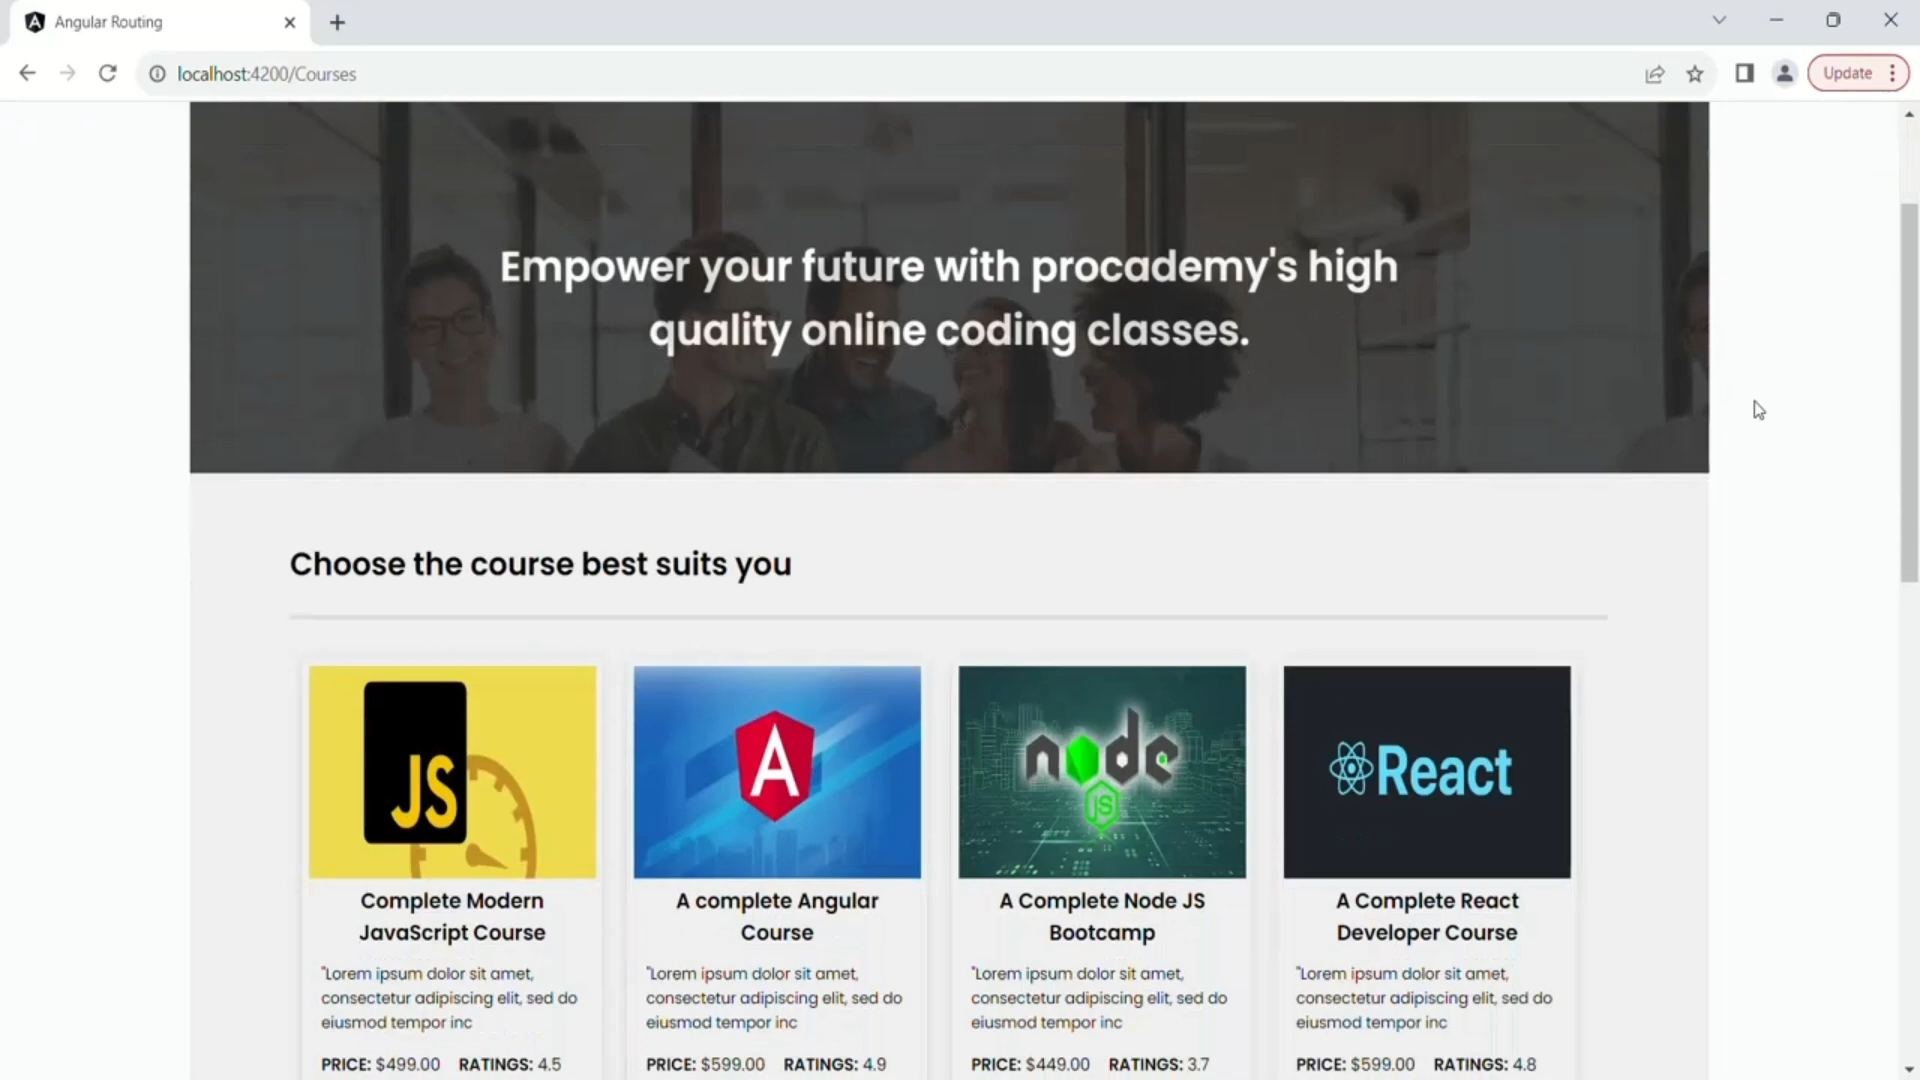 Angular Routing
localhost:4200/Courses
Update
Empower your future with procademy's high
quality online coding classes.
Choose the course best suits you
JS
A
node
JS
React
Complete Modern
JavaScript Course
"Lorem ipsum dolor sit amet,
consectetur adipiscing elit, sed do
eiusmod tempor inc
PRICE: $499.00 RATINGS: 4.5
A complete Angular
Course
"Lorem ipsum dolor sit amet,
consectetur adipiscing elit, sed do
eiusmod tempor inc
PRICE: $599.00 RATINGS: 4.9
A Complete Node JS
Bootcamp
"Lorem ipsum dolor sit amet,
consectetur adipiscing elit, sed do
eiusmod tempor inc
PRICE: $449.00 RATINGS: 3.7
A Complete React
Developer Course
"Lorem ipsum dolor sit amet,
consectetur adipiscing elit, sed do
eiusmod tempor inc
PRICE: $599.00 RATINGS: 4.8